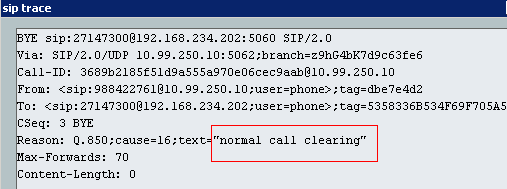 sip trace
BYE sip:27147300@192.168.234.202:5060 SIP/2.0
Via: SIP/2.0/UDP 10.99.250.10:5062;branch=z9hG4bK7d9c63fe6
Call-ID: 3689b2185f51d9a555a970e06cec9aab@10.99.250.10
From: <sip:988422761@10.99.250.10>;tag=dbe7e4d2
To: <sip:27147300@192.168.234.202;user=phone>;tag=5358336B534F69F705A5
CSeq: 3 BYE
Reason: Q.850;cause=16;text="normal call clearing"
Max-Forwards: 70
Content-Length: 0